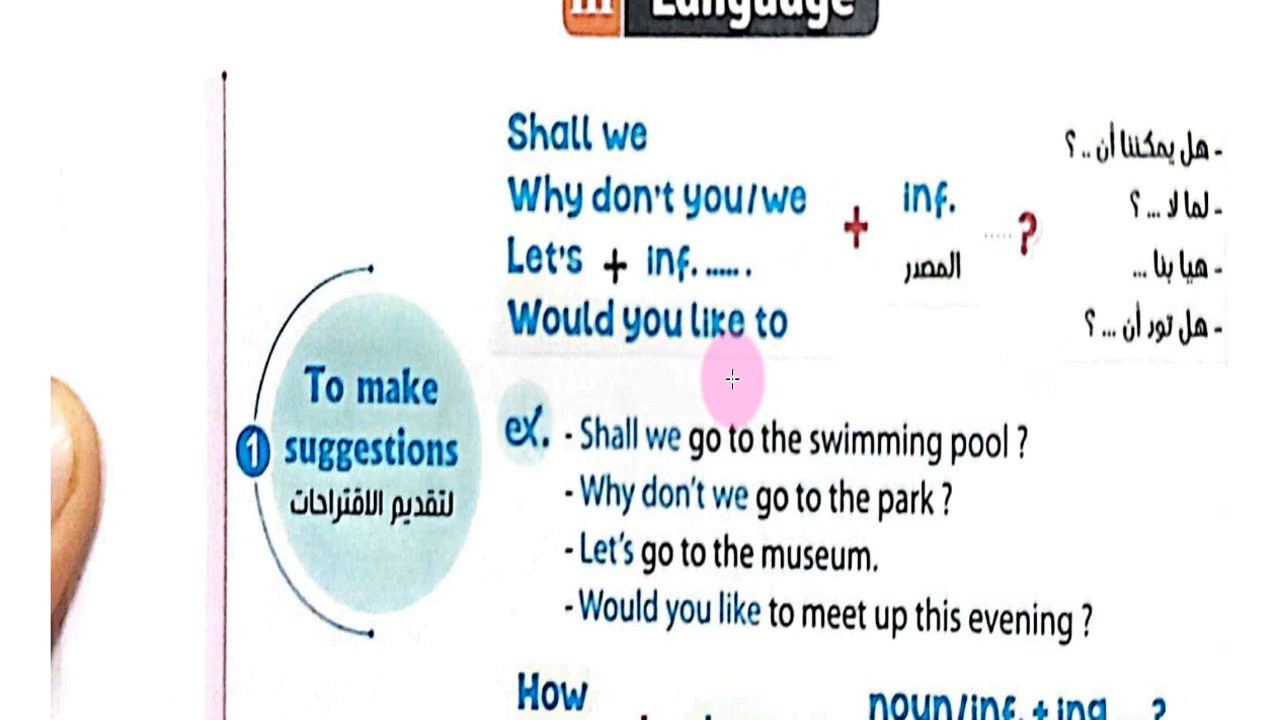 III Language
Shall we
- هل يمكننا أن ..؟
Why don't you/we + inf. ..... ?
- لما لا ...؟
Let's + inf. ...... .
المصدر
- هيا بنا ...
Would you like to
- هل تود أن ... ؟
To make
1 suggestions
لتقديم الاقتراحات
ex. - Shall we go to the swimming pool ?
- Why don't we go to the park ?
- Let's go to the museum.
- Would you like to meet up this evening ?
How
noun/inf. + ing ... ?